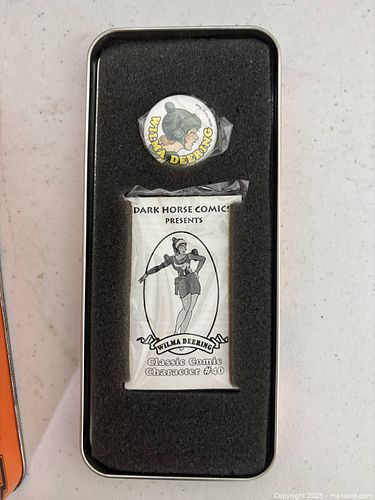 WILMA DEERING
DARK HORSE COMICS
PRESENTS
WILMA DEERING
Classic Comic
Character #40
Copyright 2025 - maxsold.com